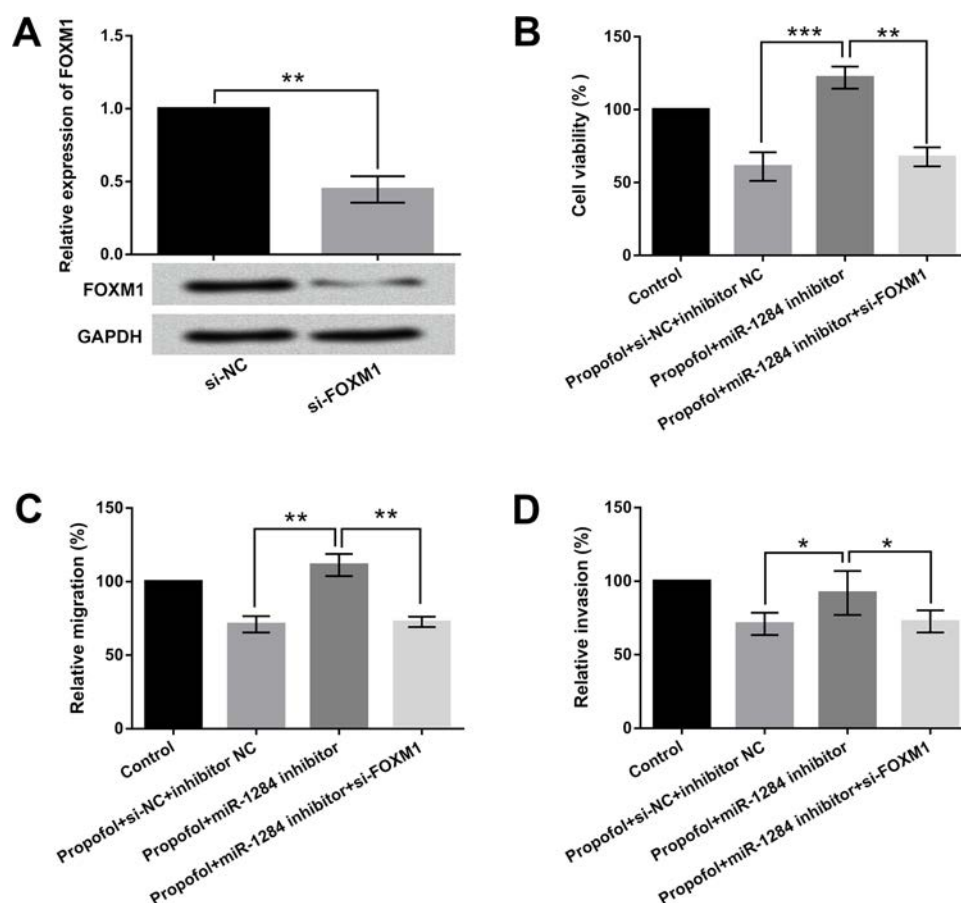 A
Relative expression of FOXM1
1.5
1.0
0.5
0.0
**
FOXM1
GAPDH
si-NC
si-FOXM1
B
Cell viability (%)
150
100
50
0
***
**
Control
Propofol+si-NC+inhibitor NC
Propofol+miR-1284 inhibitor
Propofol+miR-1284 inhibitor+si-FOXM1
C
Relative migration (%)
150
100
50
0
**
**
Control
Propofol+si-NC+inhibitor NC
Propofol+miR-1284 inhibitor
Propofol+miR-1284 inhibitor+si-FOXM1
D
Relative invasion (%)
150
100
50
0
*
*
Control
Propofol+si-NC+inhibitor NC
Propofol+miR-1284 inhibitor
Propofol+miR-1284 inhibitor+si-FOXM1